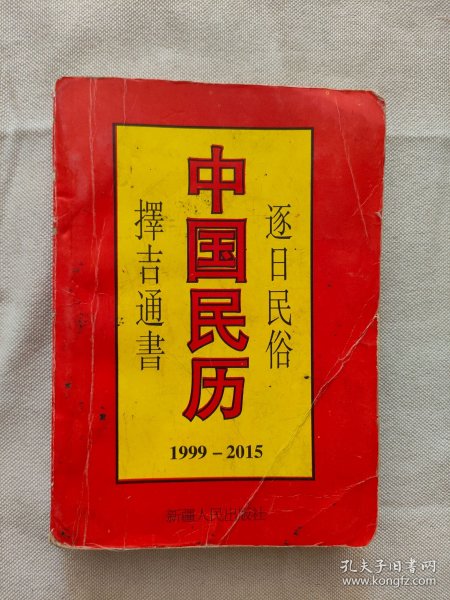 逐日民俗
中国民历
擇吉通書
1999-2015
新疆人民出版社
孔夫子旧书网
www.kongfz.com